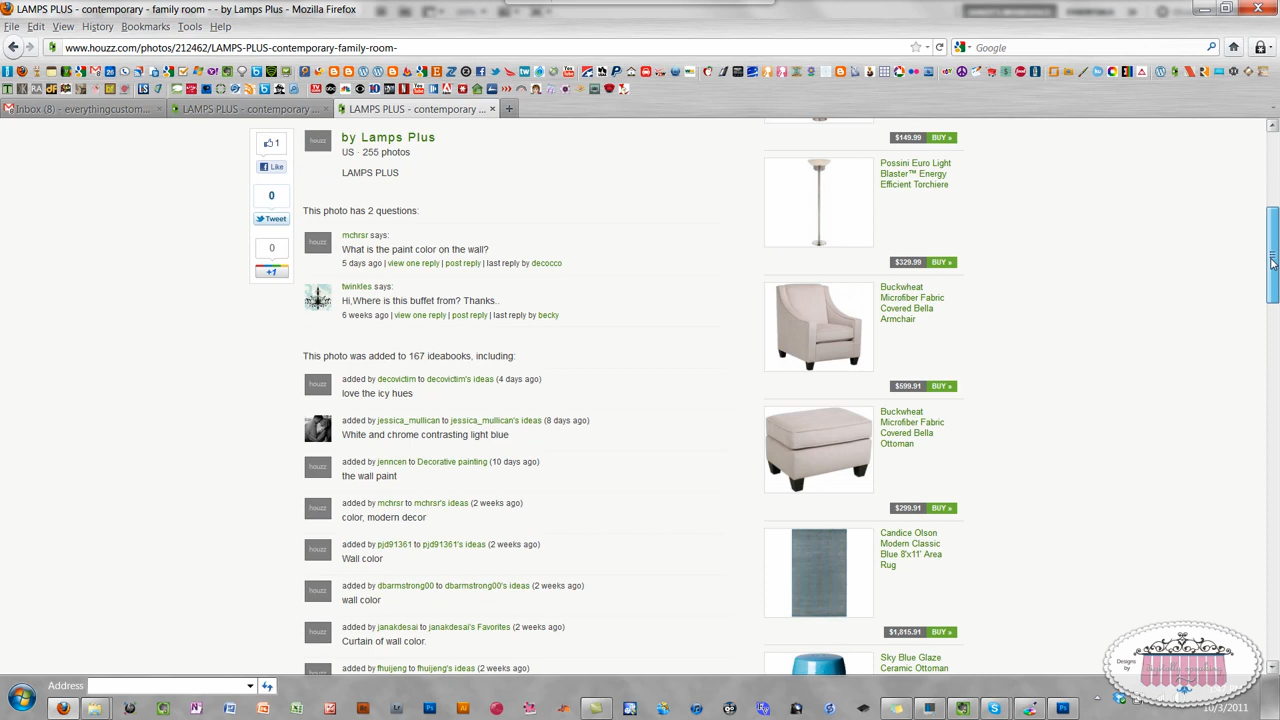 LAMPS PLUS - contemporary - family room - - by Lamps Plus - Mozilla Firefox
File Edit View History Bookmarks Tools Help
www.houzz.com/photos/212462/LAMPS-PLUS-contemporary-family-room-
Google
Inbox (8) - everythingcustom...
LAMPS PLUS - contemporary ...
LAMPS PLUS - contemporary ...
1
Like
0
Tweet
0
+1
houzz
by Lamps Plus
US · 255 photos
LAMPS PLUS
This photo has 2 questions:
houzz
mchrsr says:
What is the paint color on the wall?
5 days ago | view one reply | post reply | last reply by decocco
twinkles says:
Hi,Where is this buffet from? Thanks..
6 weeks ago | view one reply | post reply | last reply by becky
This photo was added to 167 ideabooks, including:
houzz
added by decovictim to decovictim's ideas (4 days ago)
love the icy hues
added by jessica_mullican to jessica_mullican's ideas (8 days ago)
White and chrome contrasting light blue
houzz
added by jenncen to Decorative painting (10 days ago)
the wall paint
houzz
added by mchrsr to mchrsr's ideas (2 weeks ago)
color, modern decor
houzz
added by pjd91361 to pjd91361's ideas (2 weeks ago)
Wall color
houzz
added by dbarmstrong00 to dbarmstrong00's ideas (2 weeks ago)
wall color
houzz
added by janakdesai to janakdesai's Favorites (2 weeks ago)
Curtain of wall color.
houzz
added by fhuijeng to fhuijeng's ideas (2 weeks ago)
$149.99 BUY »
Possini Euro Light
Blaster™ Energy
Efficient Torchiere
$329.99 BUY »
Buckwheat
Microfiber Fabric
Covered Bella
Armchair
$599.91 BUY »
Buckwheat
Microfiber Fabric
Covered Bella
Ottoman
$299.91 BUY »
Candice Olson
Modern Classic
Blue 8'x11' Area
Rug
$1,815.91 BUY »
Sky Blue Glaze
Ceramic Ottoman
Designs
by
Address
10/3/2011